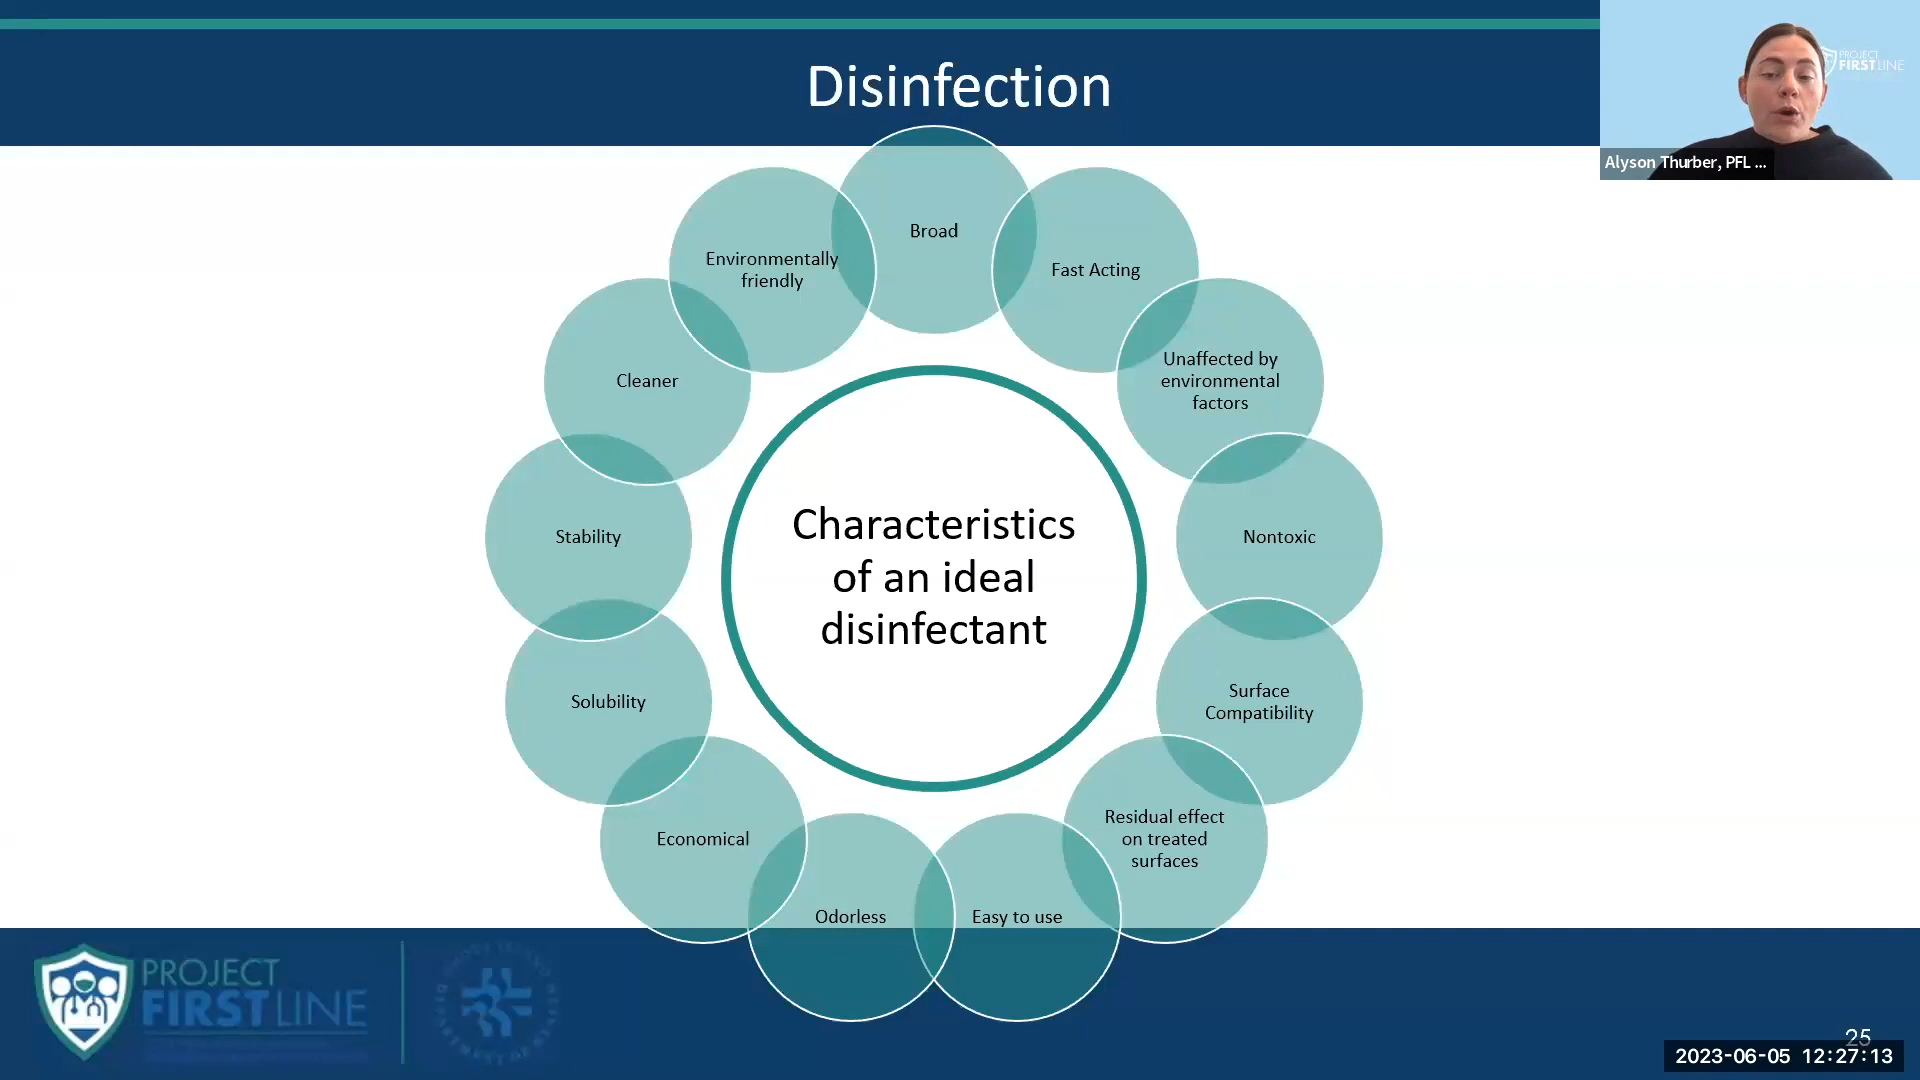 Disinfection
PROJECT
FIRSTLINE
Alyson Thurber, PFL ...
Broad
Fast Acting
Unaffected by
environmental
factors
Nontoxic
Surface
Compatibility
Residual effect
on treated
surfaces
Easy to use
Odorless
Economical
Solubility
Stability
Cleaner
Environmentally
friendly
Characteristics
of an ideal
disinfectant
PROJECT
FIRSTLINE
25
2023-06-05 12:27:13